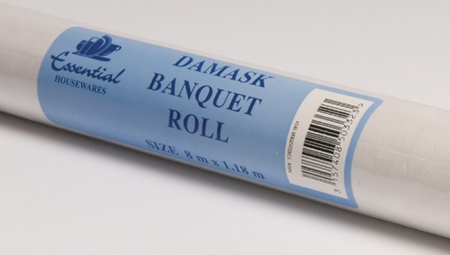 Essential
HOUSEWARES
DAMASK
BANQUET
ROLL
SIZE 8 m x 1.18 m